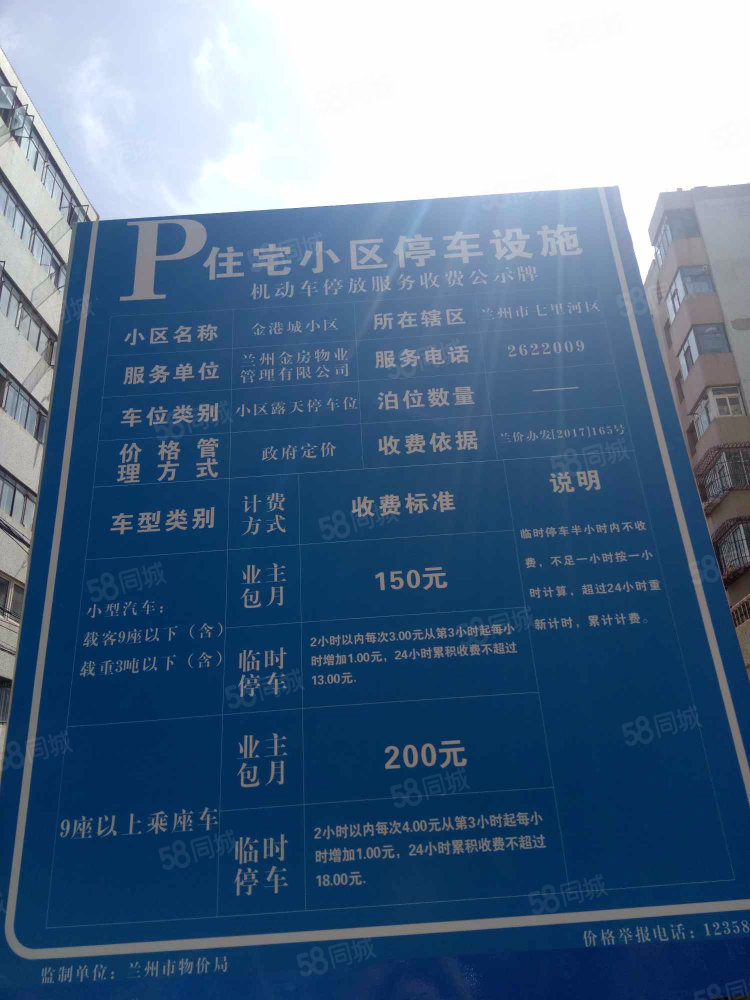 P 住宅小区停车设施
机动车停放服务收费公示牌
小区名称 金港城小区 所在辖区 兰州市七里河区
服务单位 兰州金房物业管理有限公司 服务电话 2622009
车位类别 小区露天停车位 泊位数量 ——
价格管理方式 政府定价 收费依据 兰价办发[2017]165号
车型类别 计费方式 收费标准 说明
小型汽车：
载客9座以下（含）
载重3吨以下（含）
业主包月 150元
临时停车 2小时以内每次3.00元从第3小时起每小
时增加1.00元，24小时累积收费不超过
13.00元.
临时停车半小时内不收
费，不足一小时按一小
时计算，超过24小时重
新计时，累计计费。
9座以上乘座车
业主包月 200元
临时停车 2小时以内每次4.00元从第3小时起每小
时增加1.00元，24小时累积收费不超过
18.00元.
监制单位：兰州市物价局
价格举报电话：12358
58同城